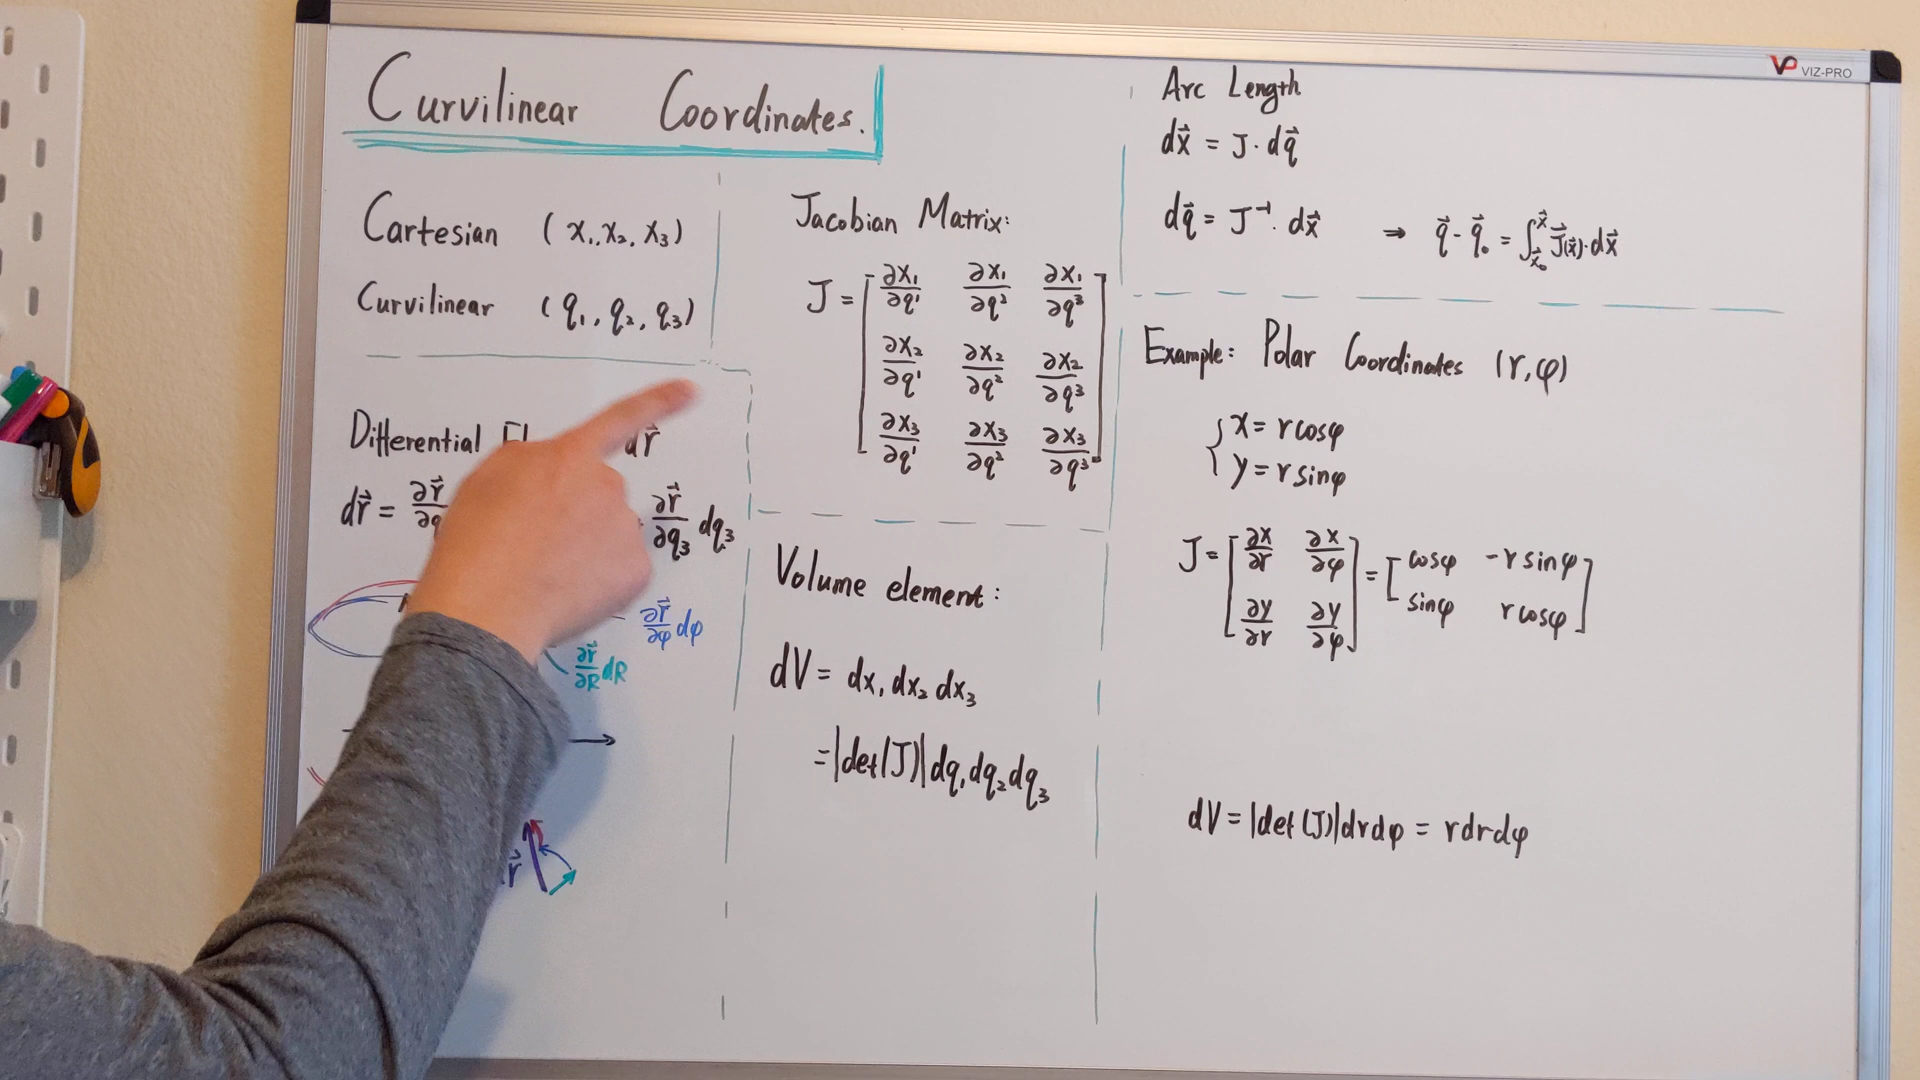 Curvilinear Coordinates.
Cartesian (x₁, x₂, x₃)
Curvilinear (q₁, q₂, q₃)
Differential dr⃗
dr⃗ = ∂r⃗ ∂r⃗/∂q₃ dq₃
∂r⃗/∂φ dφ
∂r⃗/∂R dR
r⃗
Jacobian Matrix:
J = [ ∂x₁/∂q¹ ∂x₁/∂q² ∂x₁/∂q³
∂x₂/∂q¹ ∂x₂/∂q² ∂x₂/∂q³
∂x₃/∂q¹ ∂x₃/∂q² ∂x₃/∂q³ ]
Volume element:
dV = dx₁ dx₂ dx₃
= |det(J)| dq₁ dq₂ dq₃
Arc Length
dx⃗ = J · dq⃗
dq⃗ = J⁻¹ · dx⃗ ⇒ q⃗ - q⃗₀ = ∫_x⃗₀^x⃗ J⃗(x⃗) · dx⃗
Example: Polar Coordinates (r, φ)
{ x = r cosφ
y = r sinφ
J = [ ∂x/∂r ∂x/∂φ
∂y/∂r ∂y/∂φ ] = [ cosφ -r sinφ
sinφ r cosφ ]
dV = |det(J)| dr dφ = r dr dφ
VIZ-PRO